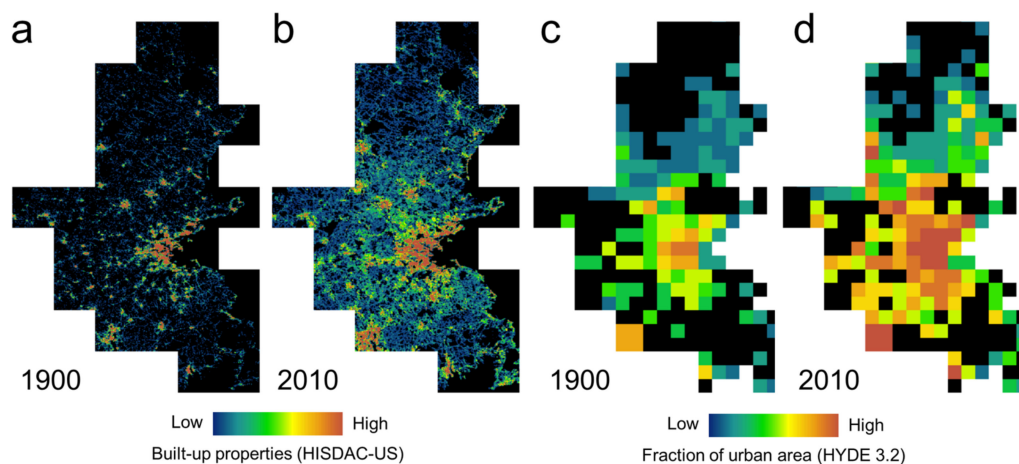 a b c d
1900 2010 1900 2010
Low High Low High
Built-up properties (HISDAC-US) Fraction of urban area (HYDE 3.2)